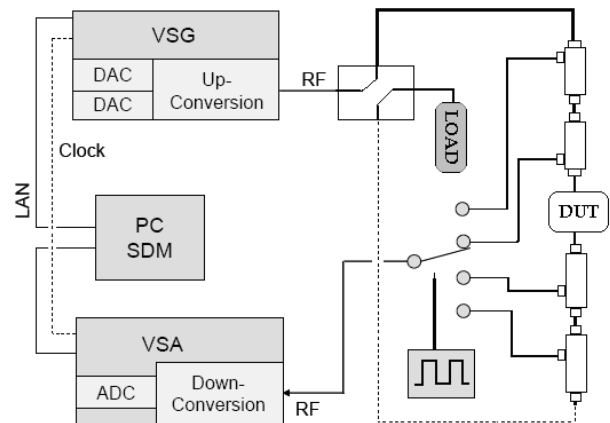 VSG
DAC
DAC
Up-
Conversion
RF
LOAD
Clock
LAN
PC
SDM
DUT
VSA
ADC
Down-
Conversion
RF